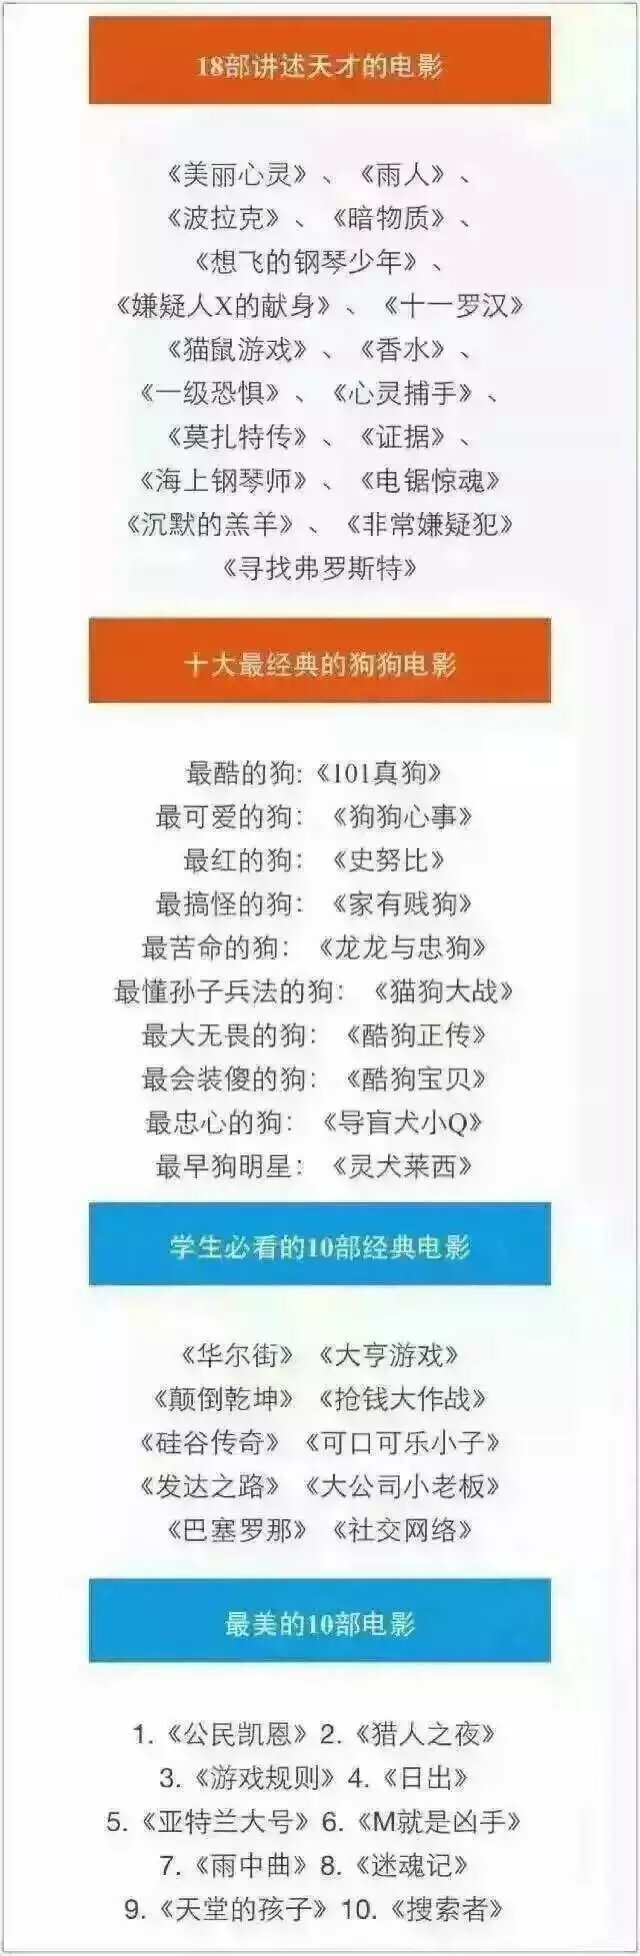 18部讲述天才的电影
《美丽心灵》、《雨人》、
《波拉克》、《暗物质》、
《想飞的钢琴少年》、
《嫌疑人X的献身》、《十一罗汉》
《猫鼠游戏》、《香水》、
《一级恐惧》、《心灵捕手》、
《莫扎特传》、《证据》、
《海上钢琴师》、《电锯惊魂》
《沉默的羔羊》、《非常嫌疑犯》
《寻找弗罗斯特》
十大最经典的狗狗电影
最酷的狗:《101真狗》
最可爱的狗：《狗狗心事》
最红的狗：《史努比》
最搞怪的狗：《家有贱狗》
最苦命的狗：《龙龙与忠狗》
最懂孙子兵法的狗：《猫狗大战》
最大无畏的狗：《酷狗正传》
最会装傻的狗：《酷狗宝贝》
最忠心的狗：《导盲犬小Q》
最早狗明星：《灵犬莱西》
学生必看的10部经典电影
《华尔街》《大亨游戏》
《颠倒乾坤》《抢钱大作战》
《硅谷传奇》《可口可乐小子》
《发达之路》《大公司小老板》
《巴塞罗那》《社交网络》
最美的10部电影
1.《公民凯恩》2.《猎人之夜》
3.《游戏规则》4.《日出》
5.《亚特兰大号》6.《M就是凶手》
7.《雨中曲》8.《迷魂记》
9.《天堂的孩子》10.《搜索者》